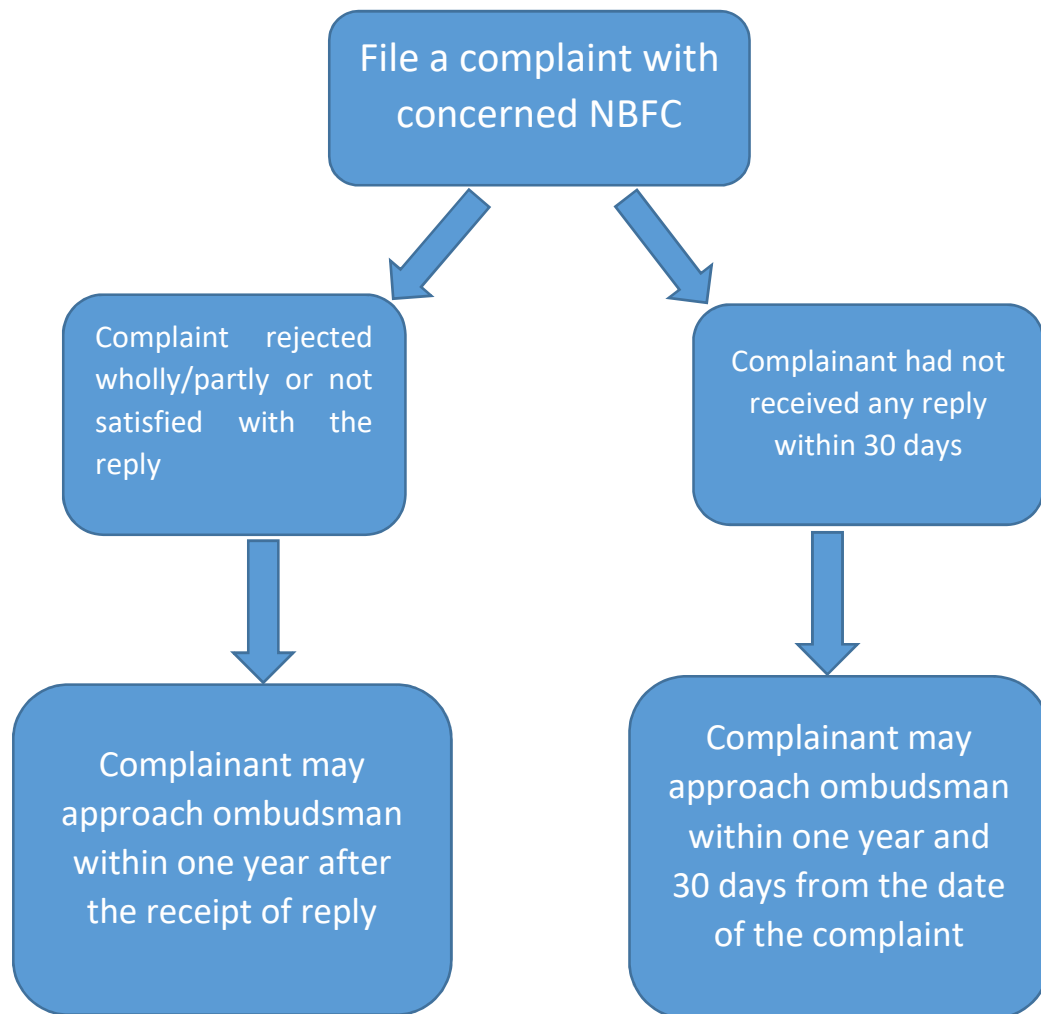 File a complaint with
concerned NBFC
Complaint rejected
wholly/partly or not
satisfied with the
reply
Complainant had not
received any reply
within 30 days
Complainant may
approach ombudsman
within one year after
the receipt of reply
Complainant may
approach ombudsman
within one year and
30 days from the date
of the complaint